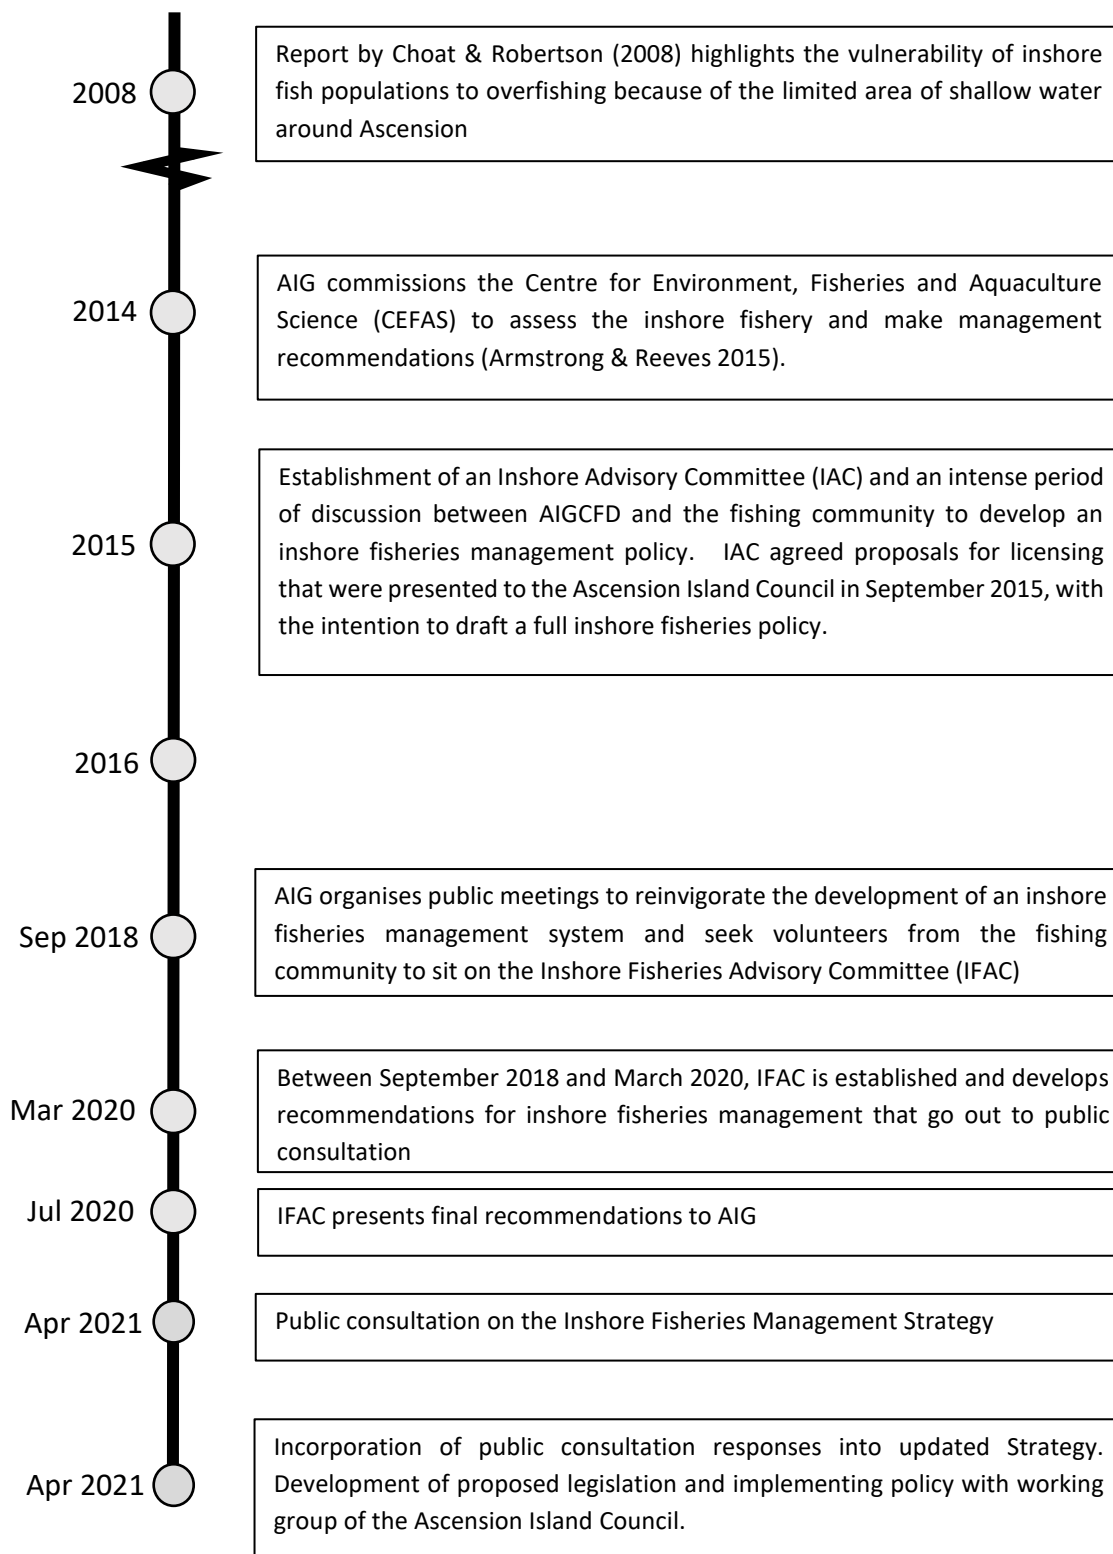 2008
Report by Choat & Robertson (2008) highlights the vulnerability of inshore
fish populations to overfishing because of the limited area of shallow water
around Ascension
2014
AIG commissions the Centre for Environment, Fisheries and Aquaculture
Science (CEFAS) to assess the inshore fishery and make management
recommendations (Armstrong & Reeves 2015).
2015
Establishment of an Inshore Advisory Committee (IAC) and an intense period
of discussion between AIGCFD and the fishing community to develop an
inshore fisheries management policy. IAC agreed proposals for licensing
that were presented to the Ascension Island Council in September 2015, with
the intention to draft a full inshore fisheries policy.
2016
Sep 2018
AIG organises public meetings to reinvigorate the development of an inshore
fisheries management system and seek volunteers from the fishing
community to sit on the Inshore Fisheries Advisory Committee (IFAC)
Mar 2020
Between September 2018 and March 2020, IFAC is established and develops
recommendations for inshore fisheries management that go out to public
consultation
Jul 2020
IFAC presents final recommendations to AIG
Apr 2021
Public consultation on the Inshore Fisheries Management Strategy
Apr 2021
Incorporation of public consultation responses into updated Strategy.
Development of proposed legislation and implementing policy with working
group of the Ascension Island Council.